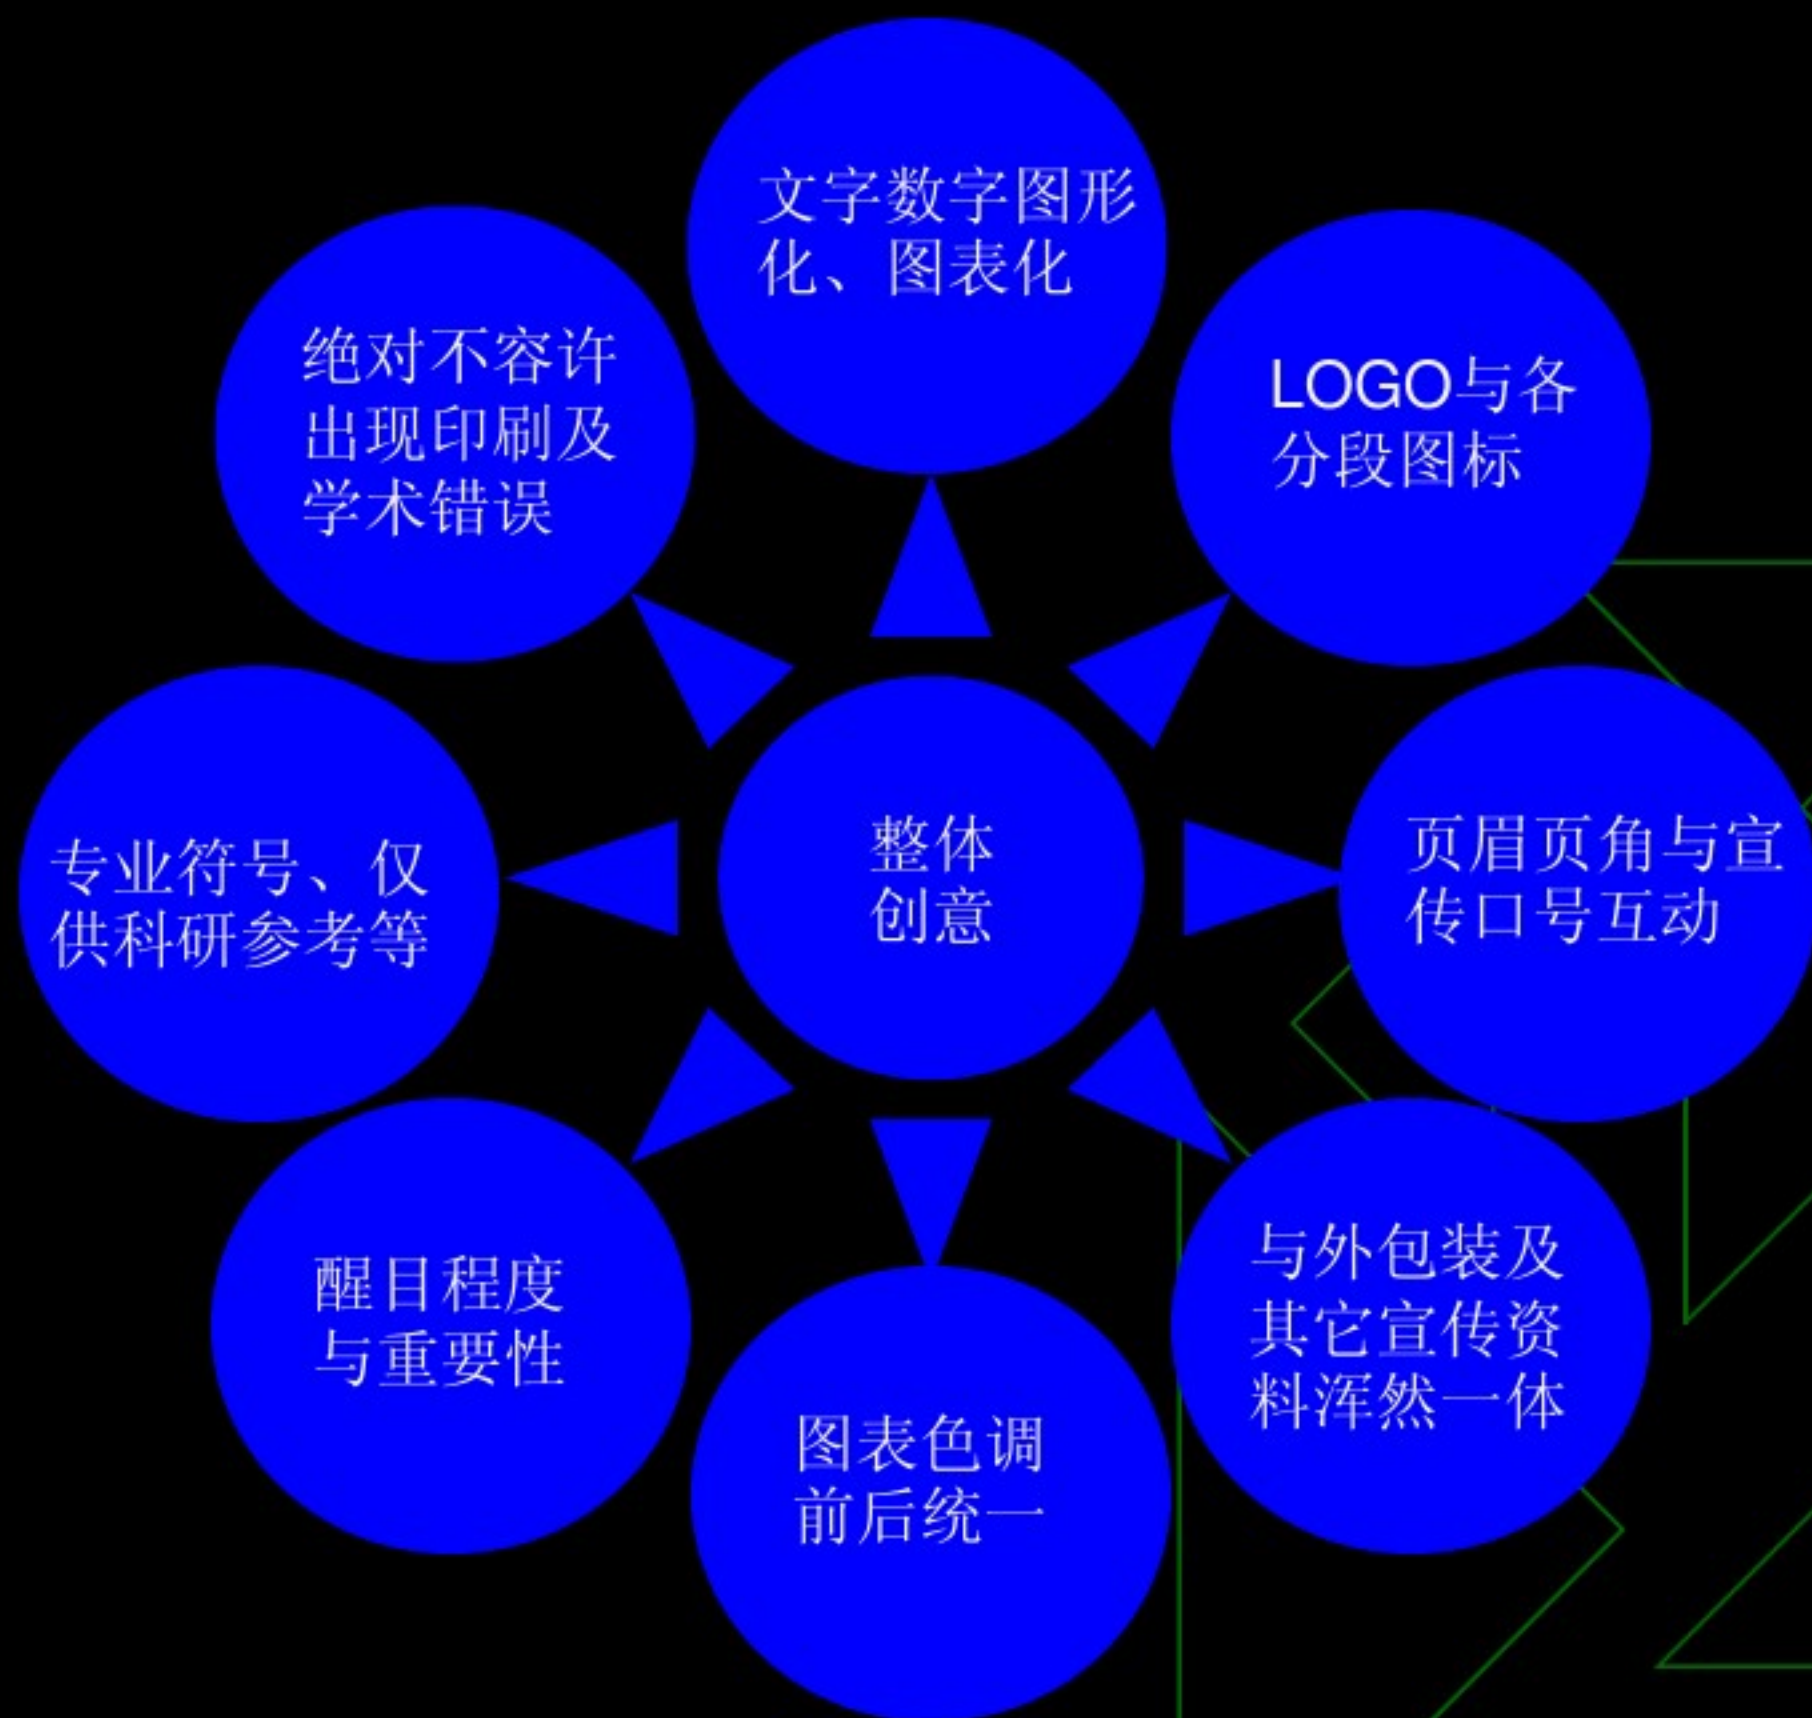 文字数字图形
化、图表化
绝对不容许
出现印刷及
学术错误
LOGO与各
分段图标
专业符号、仅
供科研参考等
整体
创意
页眉页角与宣
传口号互动
醒目程度
与重要性
与外包装及
其它宣传资
料浑然一体
图表色调
前后统一